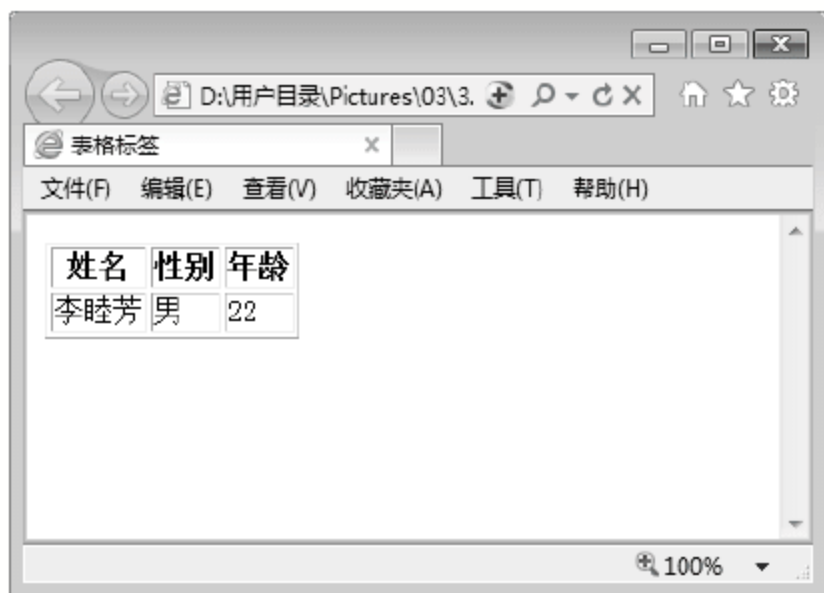 D:\用户目录\Pictures\03\3.
表格标签
文件(F) 编辑(E) 查看(V) 收藏夹(A) 工具(T) 帮助(H)
姓名 性别 年龄
李睦芳 男 22
100%